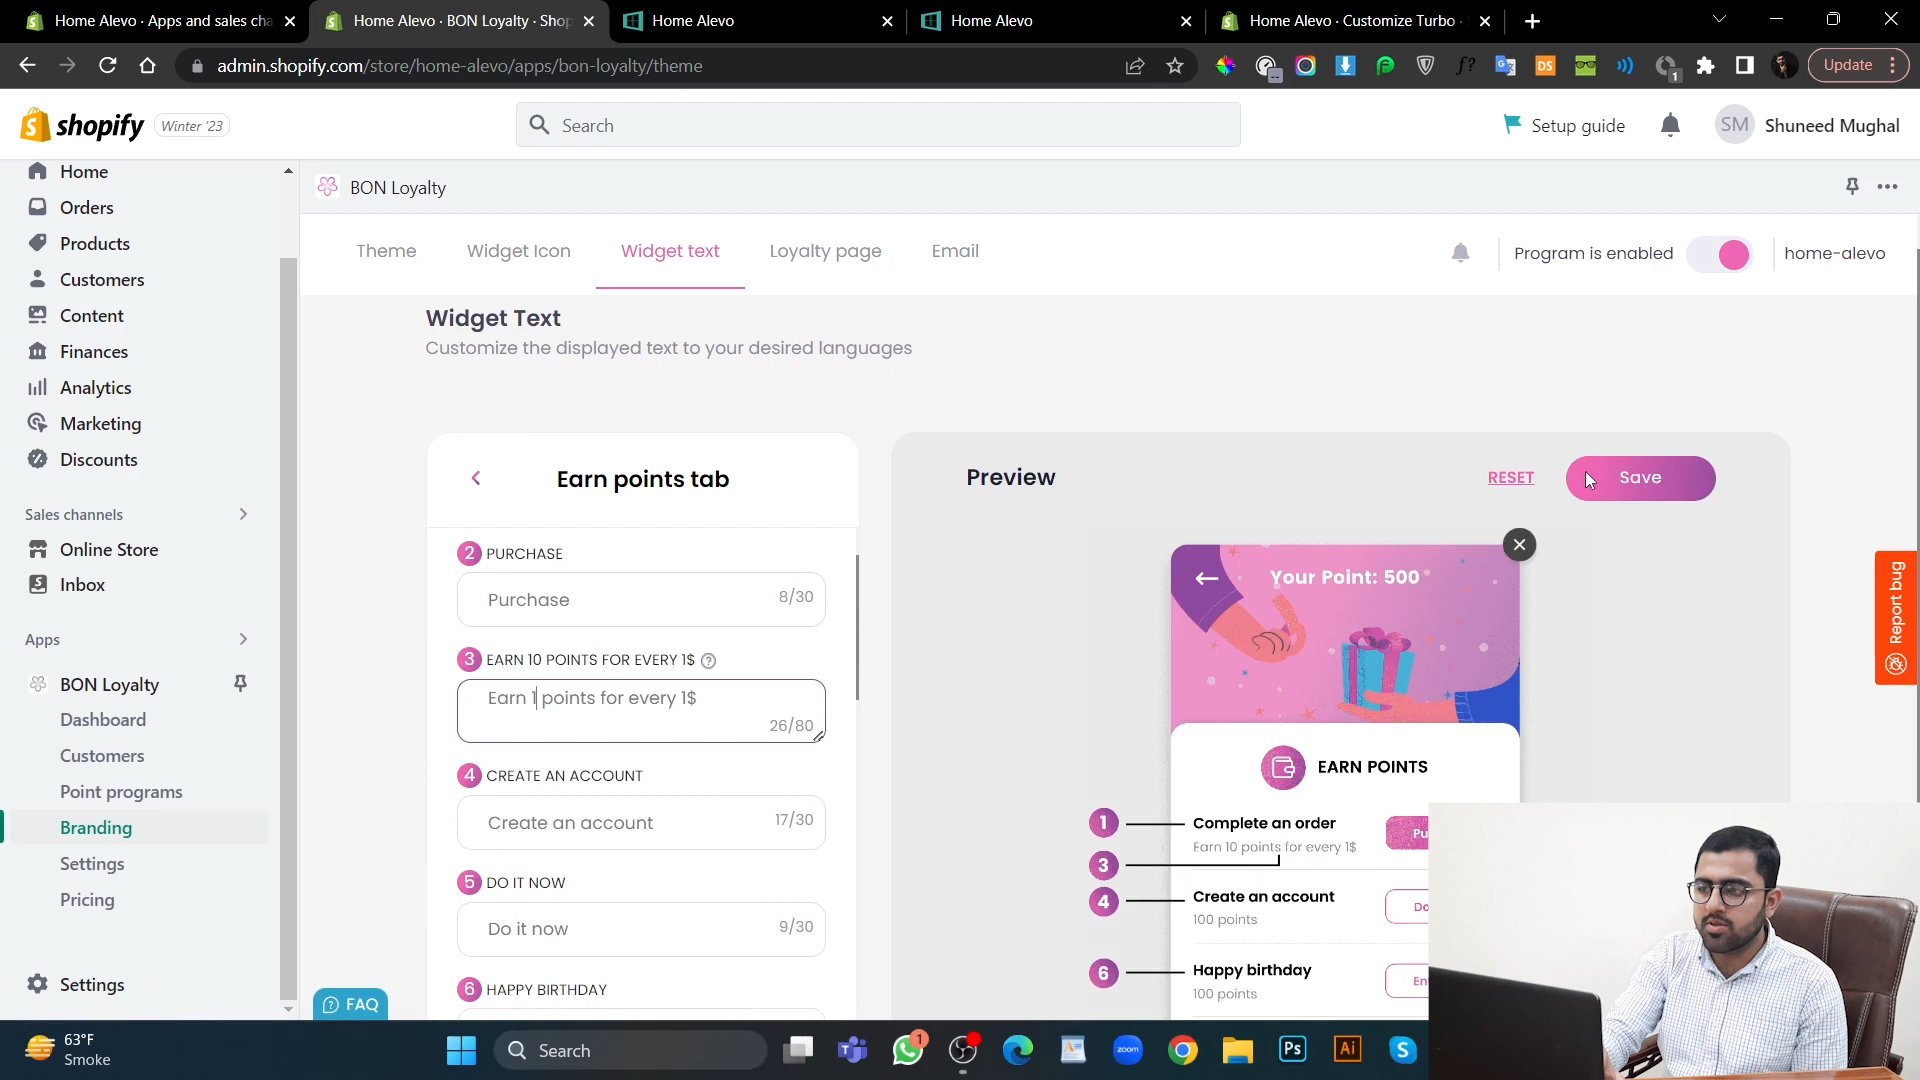 Home Alevo · Apps and sales cha
Home Alevo · BON Loyalty · Shop
Home Alevo
Home Alevo
Home Alevo · Customize Turbo ·
admin.shopify.com/store/home-alevo/apps/bon-loyalty/theme
Update
shopify
Winter '23
Search
Setup guide
SM
Shuneed Mughal
Home
Orders
Products
Customers
Content
Finances
Analytics
Marketing
Discounts
Sales channels
Online Store
Inbox
Apps
BON Loyalty
Dashboard
Customers
Point programs
Branding
Settings
Pricing
Settings
BON Loyalty
Theme
Widget Icon
Widget text
Loyalty page
Email
Program is enabled
home-alevo
Widget Text
Customize the displayed text to your desired languages
Earn points tab
2 PURCHASE
Purchase 8/30
3 EARN 10 POINTS FOR EVERY 1$
Earn 1 points for every 1$
26/80
4 CREATE AN ACCOUNT
Create an account 17/30
5 DO IT NOW
Do it now 9/30
6 HAPPY BIRTHDAY
FAQ
Preview
RESET
Save
Your Point: 500
EARN POINTS
1
Complete an order
Earn 10 points for every 1$
Pu
3
4
Create an account
100 points
Do
6
Happy birthday
100 points
En
Report bug
63°F
Smoke
Search
1
zoom
Ps
Ai